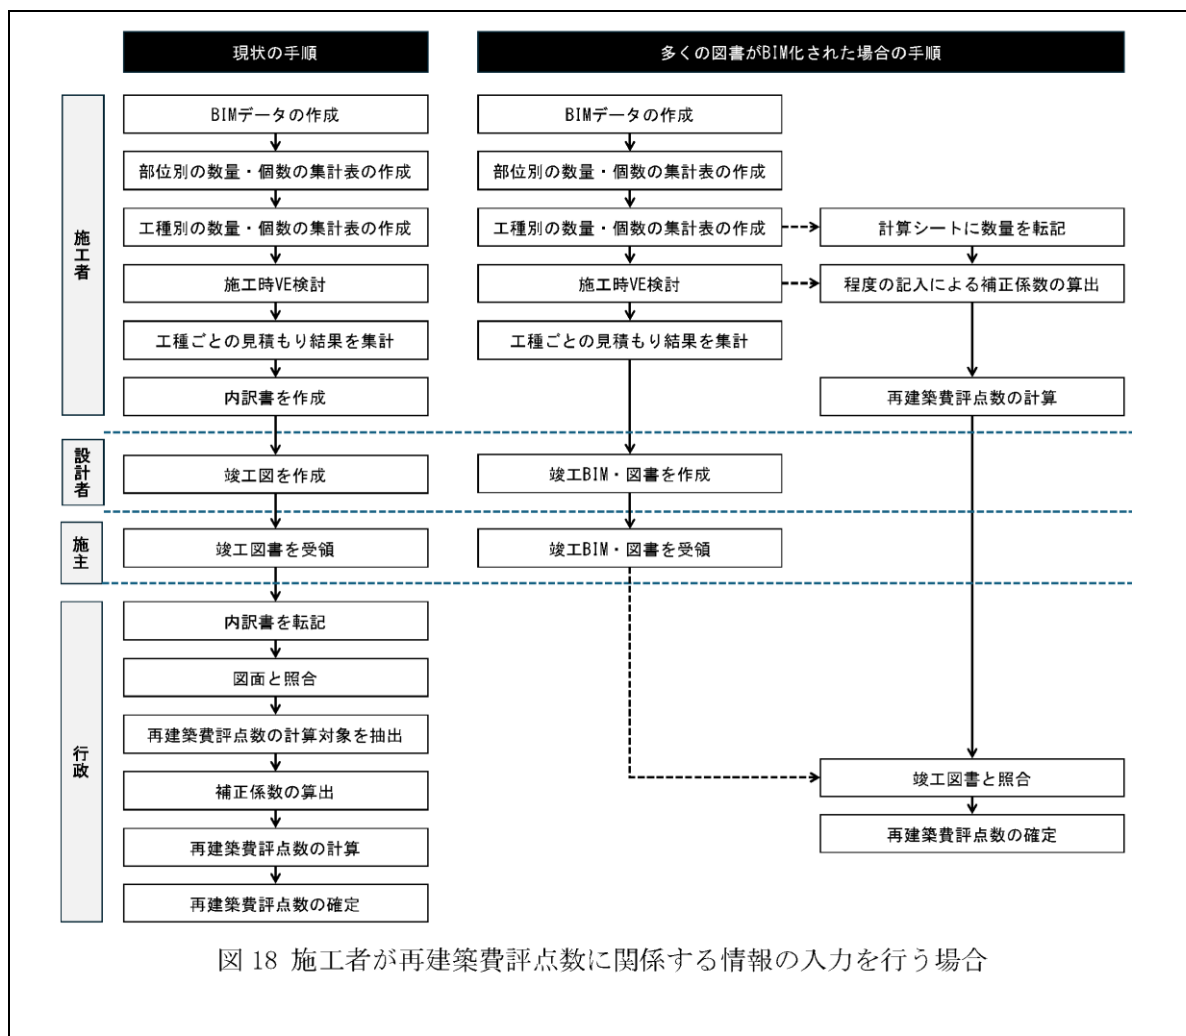 現状の手順
多くの図書がBIM化された場合の手順
施工者
BIMデータの作成
部位別の数量・個数の集計表の作成
工種別の数量・個数の集計表の作成
施工時VE検討
工種ごとの見積もり結果を集計
内訳書を作成
BIMデータの作成
部位別の数量・個数の集計表の作成
工種別の数量・個数の集計表の作成
施工時VE検討
工種ごとの見積もり結果を集計
計算シートに数量を転記
程度の記入による補正係数の算出
再建築費評点数の計算
設計者
竣工図を作成
竣工BIM・図書を作成
施主
竣工図書を受領
竣工BIM・図書を受領
行政
内訳書を転記
図面と照合
再建築費評点数の計算対象を抽出
補正係数の算出
再建築費評点数の計算
再建築費評点数の確定
竣工図書と照合
再建築費評点数の確定
図 18 施工者が再建築費評点数に関係する情報の入力を行う場合